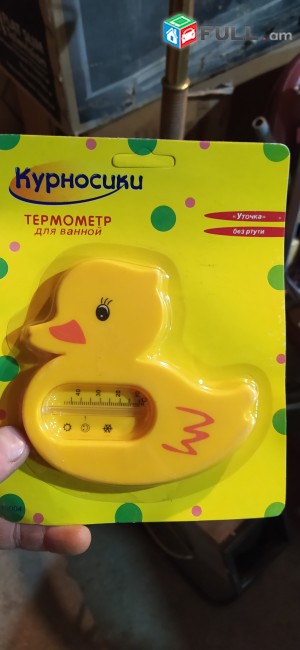 FULL.am
Курносики
ТЕРМОМЕТР
для ванной
«Уточка»
без ртути